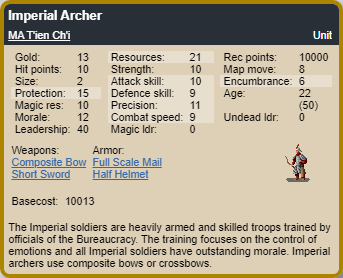 Imperial Archer
MA T'ien Ch'i Unit
Gold: 13 Resources: 21 Rec points: 10000
Hit points: 10 Strength: 10 Map move: 8
Size: 2 Attack skill: 10 Encumbrance: 6
Protection: 15 Defence skill: 9 Age: 22
Magic res: 10 Precision: 11 (50)
Morale: 12 Combat speed: 9 Undead ldr: 0
Leadership: 40 Magic ldr: 0
Weapons: Armor:
Composite Bow Full Scale Mail
Short Sword Half Helmet
Basecost: 10013
The Imperial soldiers are heavily armed and skilled troops trained by
officials of the Bureaucracy. The training focuses on the control of
emotions and all Imperial soldiers have outstanding morale. Imperial
archers use composite bows or crossbows.